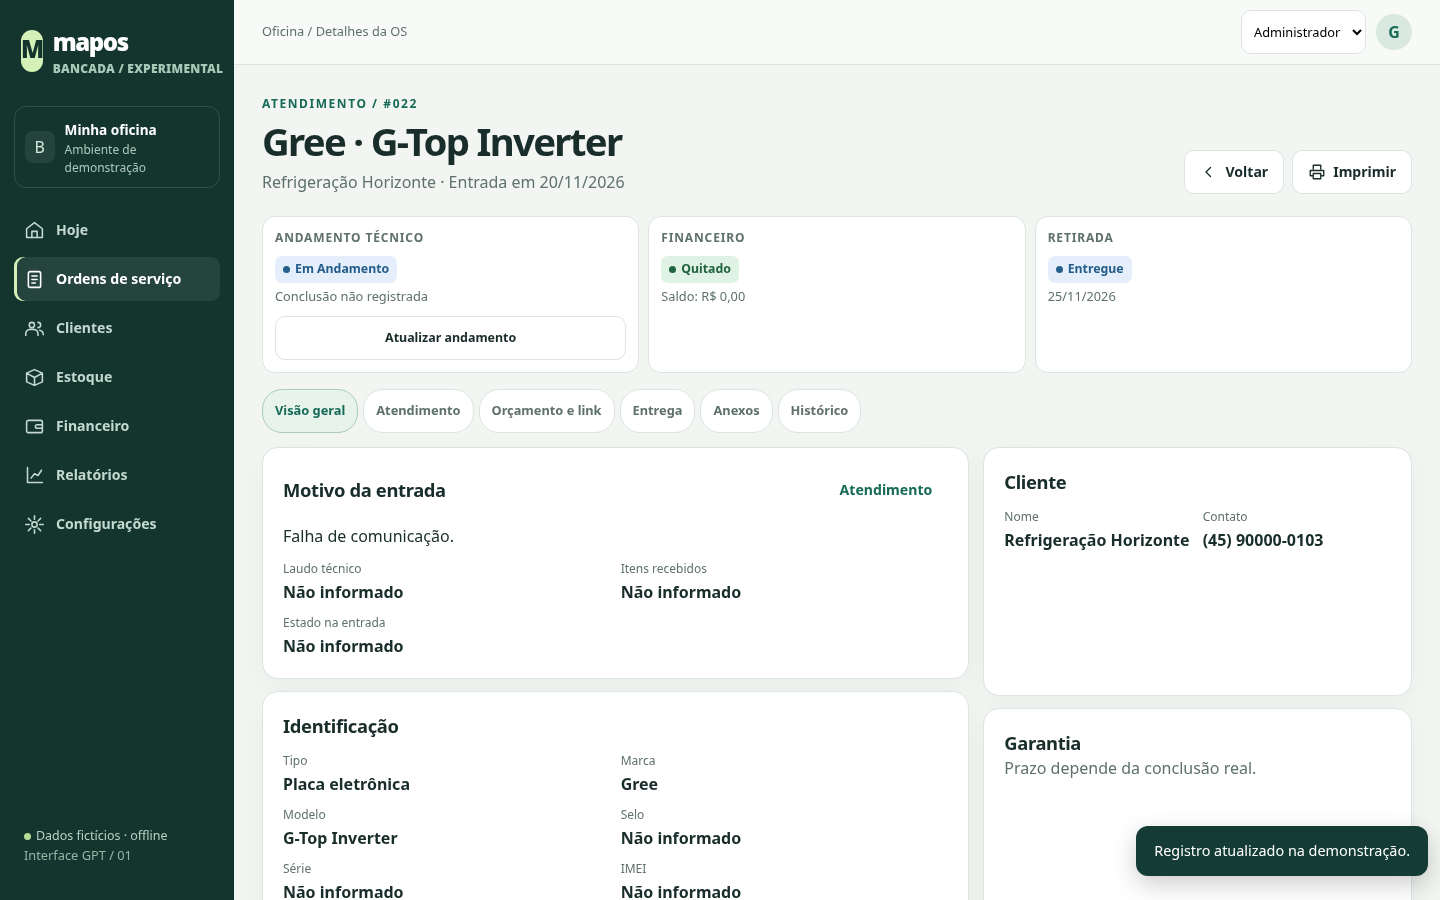 M
mapos
BANCADA / EXPERIMENTAL
B
Minha oficina
Ambiente de
demonstração
Hoje
Ordens de serviço
Clientes
Estoque
Financeiro
Relatórios
Configurações
Dados fictícios · offline
Interface GPT / 01
Oficina / Detalhes da OS
Administrador
G
ATENDIMENTO / #022
Gree · G-Top Inverter
Refrigeração Horizonte · Entrada em 20/11/2026
Voltar
Imprimir
ANDAMENTO TÉCNICO
Em Andamento
Conclusão não registrada
Atualizar andamento
FINANCEIRO
Quitado
Saldo: R$ 0,00
RETIRADA
Entregue
25/11/2026
Visão geral
Atendimento
Orçamento e link
Entrega
Anexos
Histórico
Motivo da entrada
Atendimento
Falha de comunicação.
Laudo técnico
Não informado
Itens recebidos
Não informado
Estado na entrada
Não informado
Identificação
Tipo
Placa eletrônica
Marca
Gree
Modelo
G-Top Inverter
Selo
Não informado
Série
Não informado
IMEI
Não informado
Cliente
Nome
Refrigeração Horizonte
Contato
(45) 90000-0103
Garantia
Prazo depende da conclusão real.
Registro atualizado na demonstração.